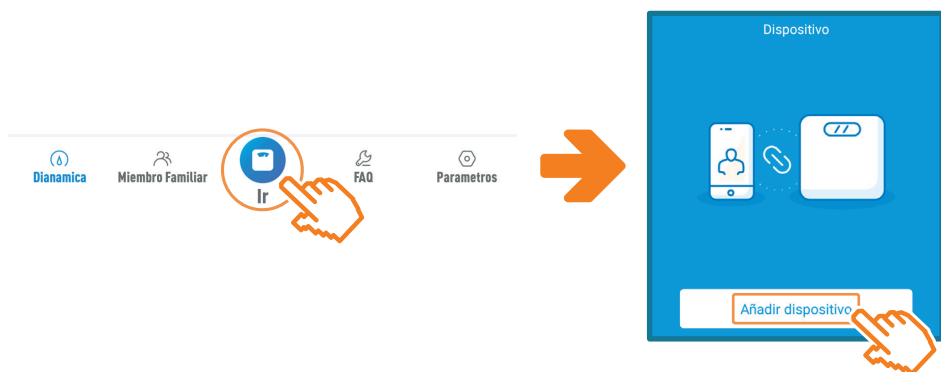 Dianamica
Miembro Familiar
Ir
FAQ
Parametros
Dispositivo
Añadir dispositivo